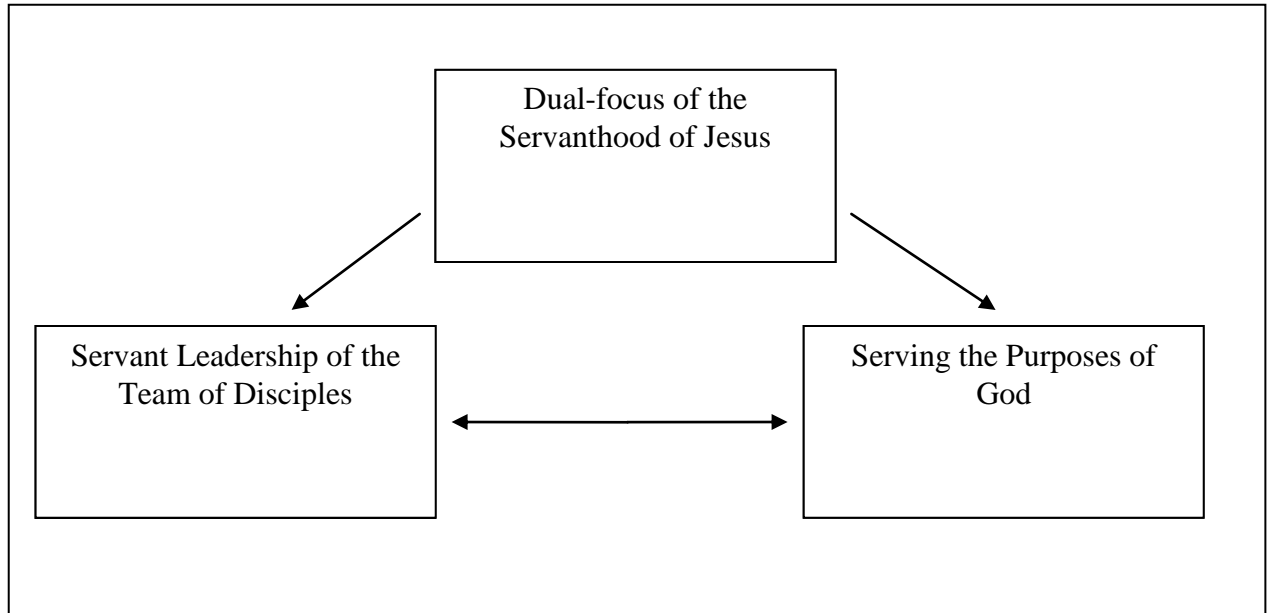 Dual-focus of the
Servanthood of Jesus
Servant Leadership of the
Team of Disciples
Serving the Purposes of
God